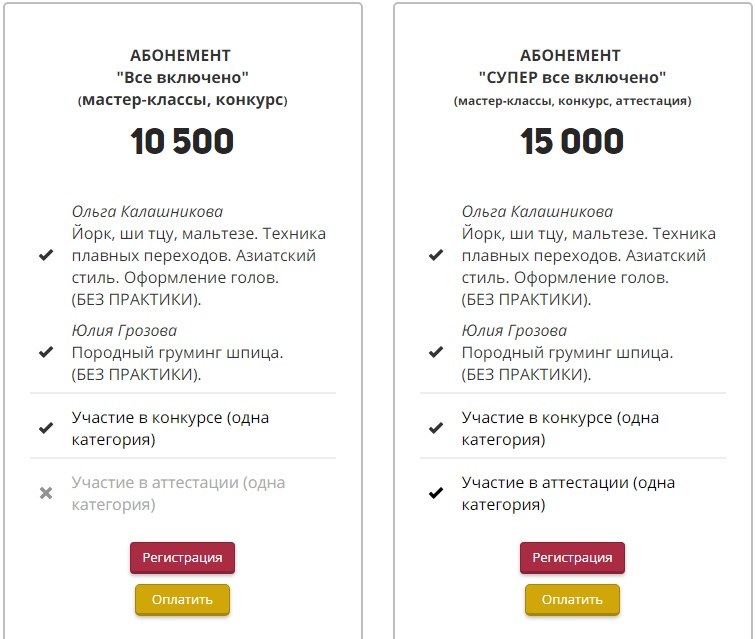 АБОНЕМЕНТ
"Все включено"
(мастер-классы, конкурс)
10 500
Ольга Калашникова
Йорк, ши тцу, мальтезе. Техника
плавных переходов. Азиатский
стиль. Оформление голов.
(БЕЗ ПРАКТИКИ).
Юлия Грозова
Породный груминг шпица.
(БЕЗ ПРАКТИКИ).
Участие в конкурсе (одна
категория)
Участие в аттестации (одна
категория)
Регистрация
Оплатить
АБОНЕМЕНТ
"СУПЕР все включено"
(мастер-классы, конкурс, аттестация)
15 000
Ольга Калашникова
Йорк, ши тцу, мальтезе. Техника
плавных переходов. Азиатский
стиль. Оформление голов.
(БЕЗ ПРАКТИКИ).
Юлия Грозова
Породный груминг шпица.
(БЕЗ ПРАКТИКИ).
Участие в конкурсе (одна
категория)
Участие в аттестации (одна
категория)
Регистрация
Оплатить